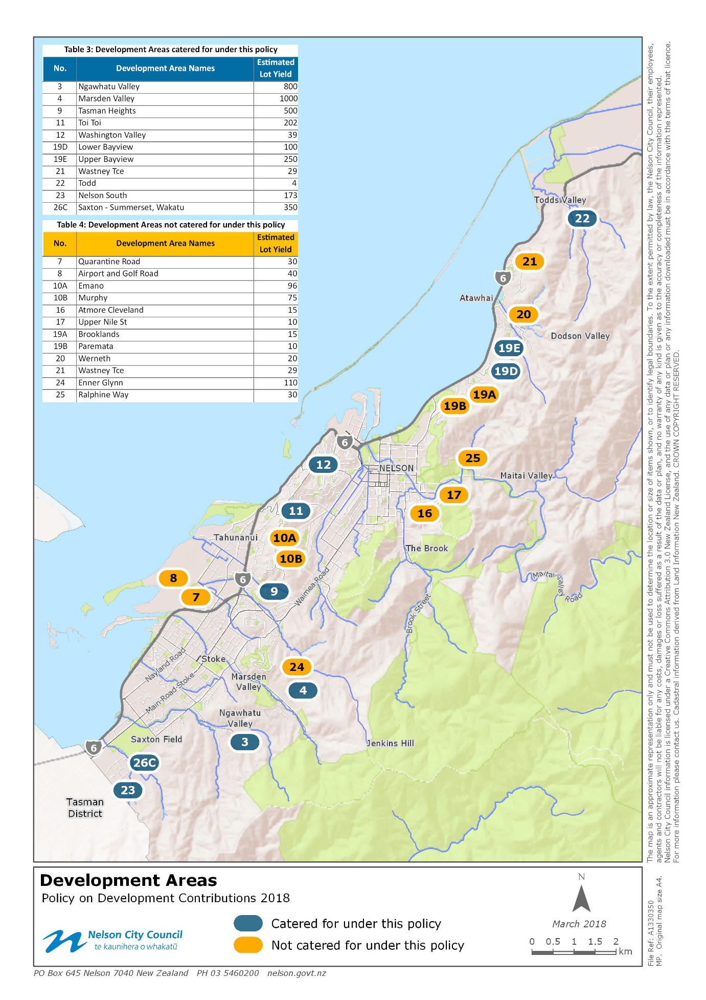 Table 3: Development Areas catered for under this policy
No. Development Area Names Estimated Lot Yield
3 Ngawhatu Valley 800
4 Marsden Valley 1000
9 Tasman Heights 500
11 Toi Toi 202
12 Washington Valley 39
19D Lower Bayview 100
19E Upper Bayview 250
21 Wastney Tce 29
22 Todd 4
23 Nelson South 173
26C Saxton - Summerset, Wakatu 350
Table 4: Development Areas not catered for under this policy
No. Development Area Names Estimated Lot Yield
7 Quarantine Road 30
8 Airport and Golf Road 40
10A Emano 96
10B Murphy 75
16 Atmore Cleveland 15
17 Upper Nile St 10
19A Brooklands 15
19B Paremata 10
20 Werneth 20
21 Wastney Tce 29
24 Enner Glynn 110
25 Ralphine Way 30
Todds Valley
22
21
6
Atawhai
20
Dodson Valley
19E
19D
19A
19B
6
25
12
NELSON
Maitai Valley
17
11
16
Tahunanui
10A
The Brook
10B
8
6
Maitai Valley Road
9
Waimea-Road
7
Brook-Street
Stoke
Nayland-Road
24
Marsden
Valley
4
Main-Road-Stoke
Ngawhatu
Valley
Saxton Field
3
Jenkins Hill
6
26C
23
Tasman
District
The map is an approximate representation only and must not be used to determine the location or size of items shown, or to identify legal boundaries. To the extent permitted by law, the Nelson City Council, their employees,
agents and contractors will not be liable for any costs, damages or loss suffered as a result of the data or plan, and no warranty of any kind is given as to the accuracy or completeness of the information represented.
Nelson City Council information is licensed under a Creative Commons Attribution 3.0 New Zealand License, and the use of any data or plan or any information downloaded must be in accordance with the terms of that licence.
For more information please contact us. Cadastral information derived from Land Information New Zealand. CROWN COPYRIGHT RESERVED.
Development Areas
Policy on Development Contributions 2018
Nelson City Council
te kaunihera o whakatū
Catered for under this policy
Not catered for under this policy
N
March 2018
0 0.5 1 1.5 2
km
File Ref: A1330350
MP. Original map size A4.
PO Box 645 Nelson 7040 New Zealand PH 03 5460200 nelson.govt.nz